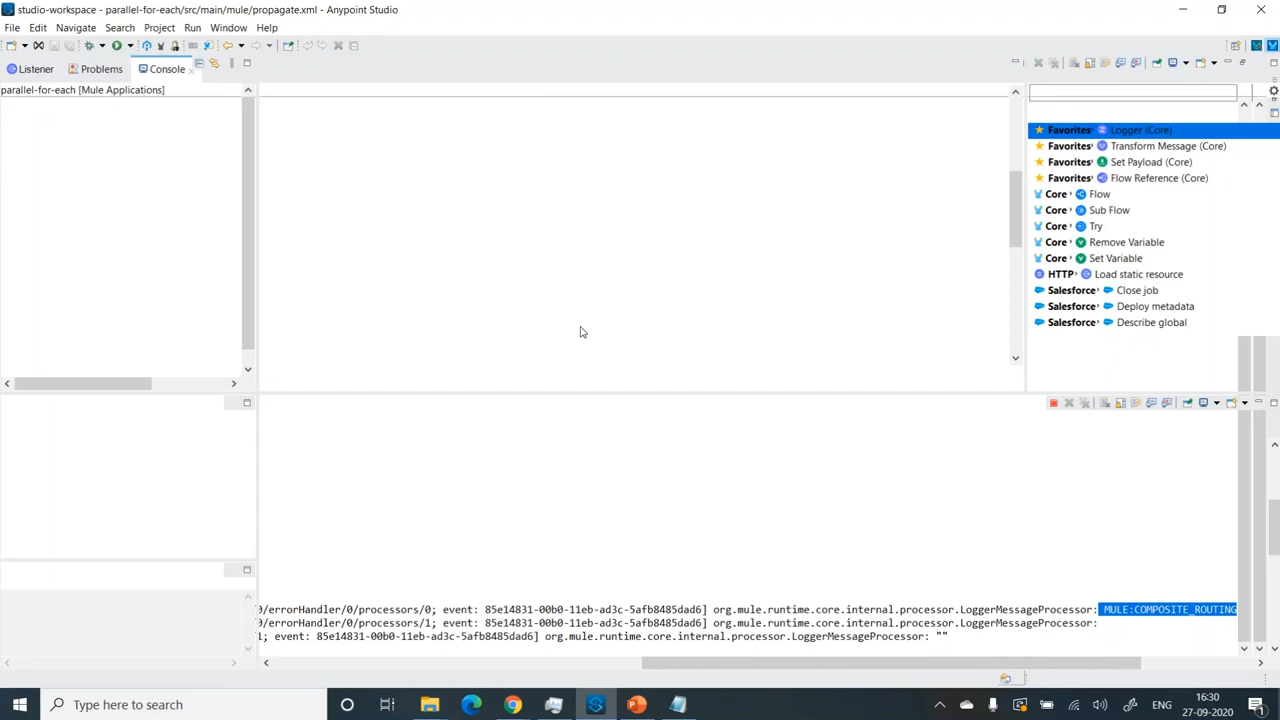 studio-workspace - parallel-for-each/src/main/mule/propagate.xml - Anypoint Studio
File Edit Navigate Search Project Run Window Help
Listener Problems Console
parallel-for-each [Mule Applications]
Favorites Logger (Core)
Favorites Transform Message (Core)
Favorites Set Payload (Core)
Favorites Flow Reference (Core)
Core Flow
Core Sub Flow
Core Try
Core Remove Variable
Core Set Variable
HTTP Load static resource
Salesforce Close job
Salesforce Deploy metadata
Salesforce Describe global
0/errorHandler/0/processors/0; event: 85e14831-00b0-11eb-ad3c-5afb8485dad6] org.mule.runtime.core.internal.processor.LoggerMessageProcessor: MULE:COMPOSITE_ROUTING
0/errorHandler/0/processors/1; event: 85e14831-00b0-11eb-ad3c-5afb8485dad6] org.mule.runtime.core.internal.processor.LoggerMessageProcessor:
1; event: 85e14831-00b0-11eb-ad3c-5afb8485dad6] org.mule.runtime.core.internal.processor.LoggerMessageProcessor: ""
Type here to search
ENG
16:30
27-09-2020
1